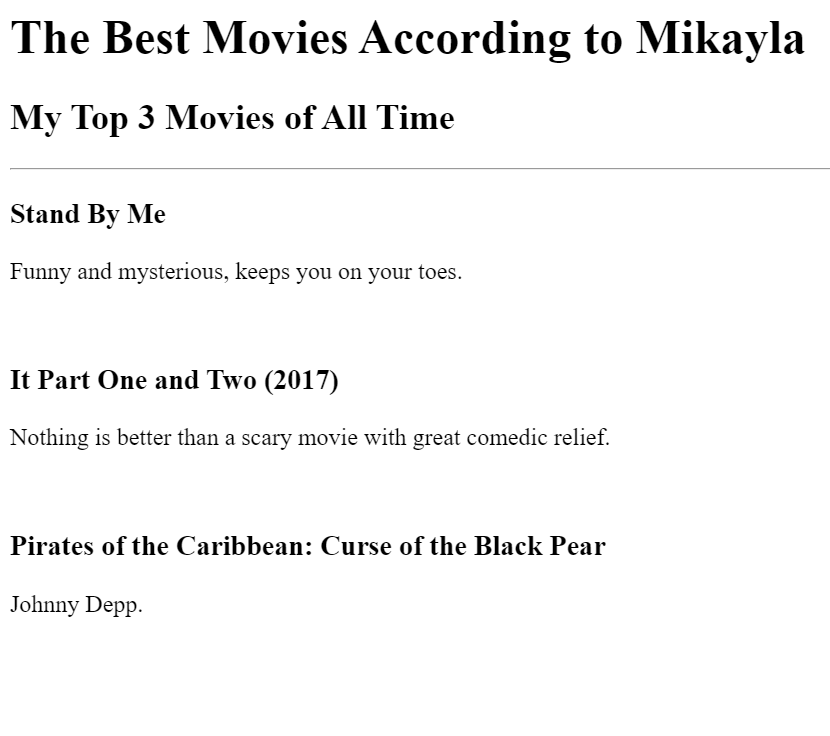 The Best Movies According to Mikayla
My Top 3 Movies of All Time
Stand By Me
Funny and mysterious, keeps you on your toes.
It Part One and Two (2017)
Nothing is better than a scary movie with great comedic relief.
Pirates of the Caribbean: Curse of the Black Pear
Johnny Depp.